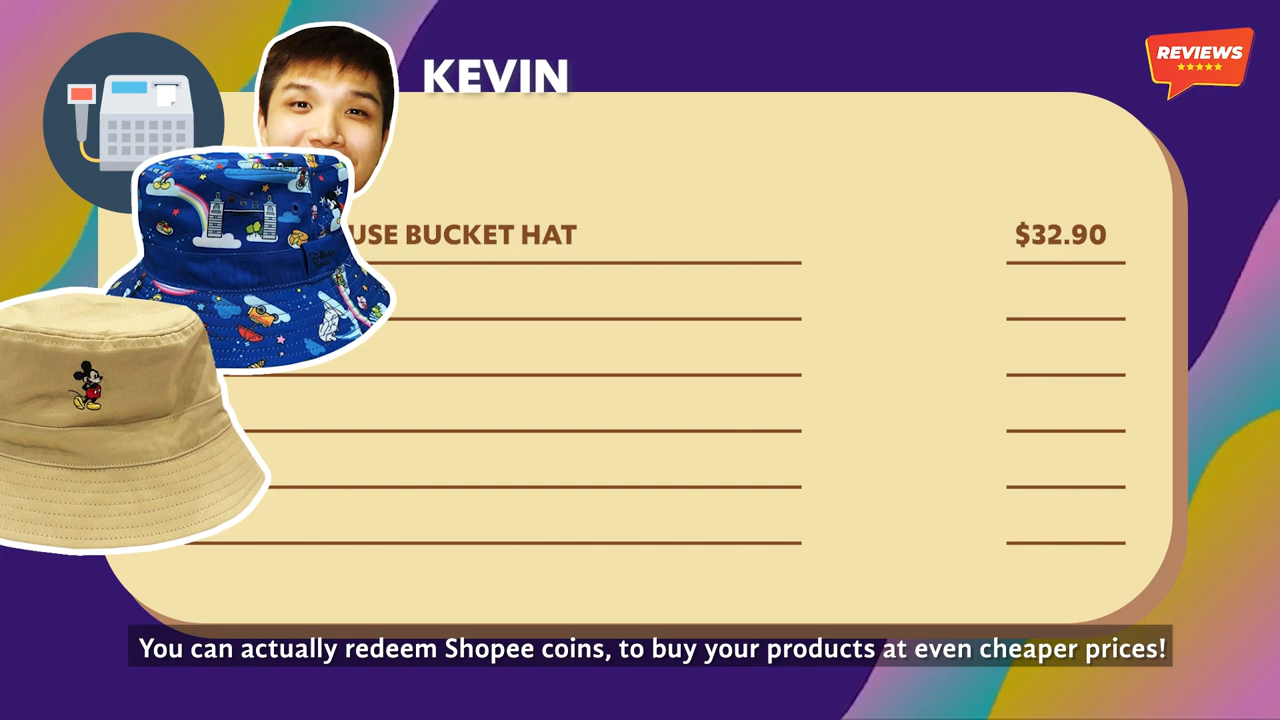 KEVIN
REVIEWS
USE BUCKET HAT
$32.90
You can actually redeem Shopee coins, to buy your products at even cheaper prices!